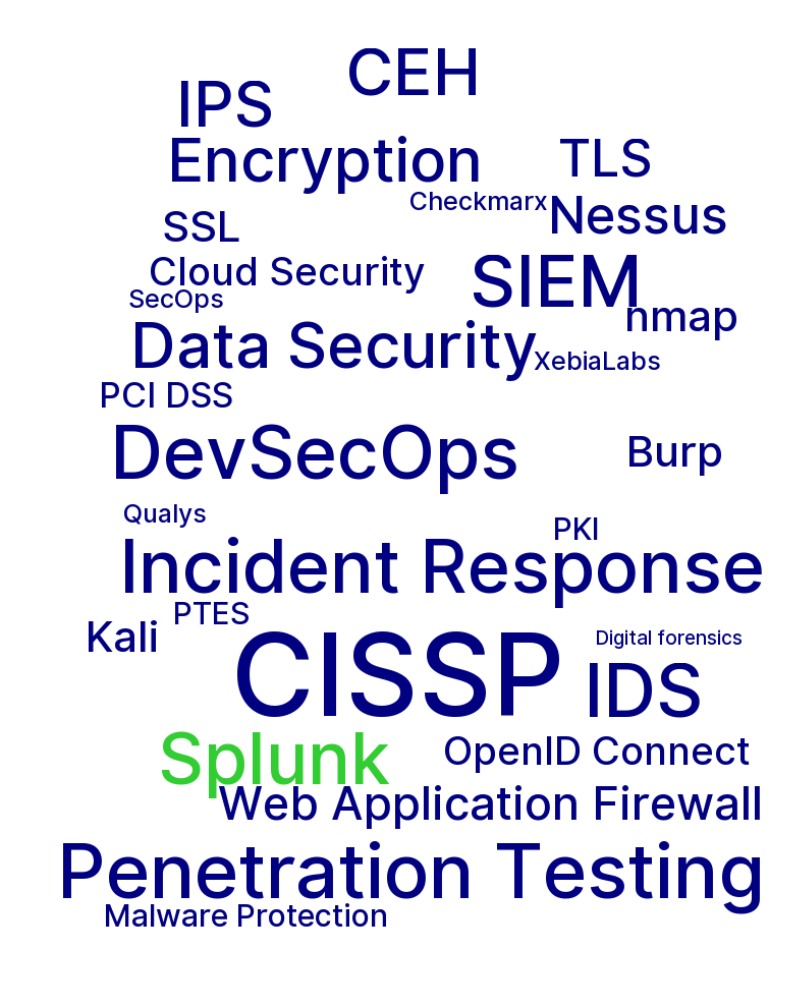 CEH
IPS
Encryption
TLS
Checkmarx
Nessus
SSL
Cloud Security
SIEM
SecOps
nmap
Data Security
XebiaLabs
PCI DSS
DevSecOps
Burp
Qualys
PKI
Incident Response
PTES
Kali
Digital forensics
CISSP
IDS
Splunk
OpenID Connect
Web Application Firewall
Penetration Testing
Malware Protection